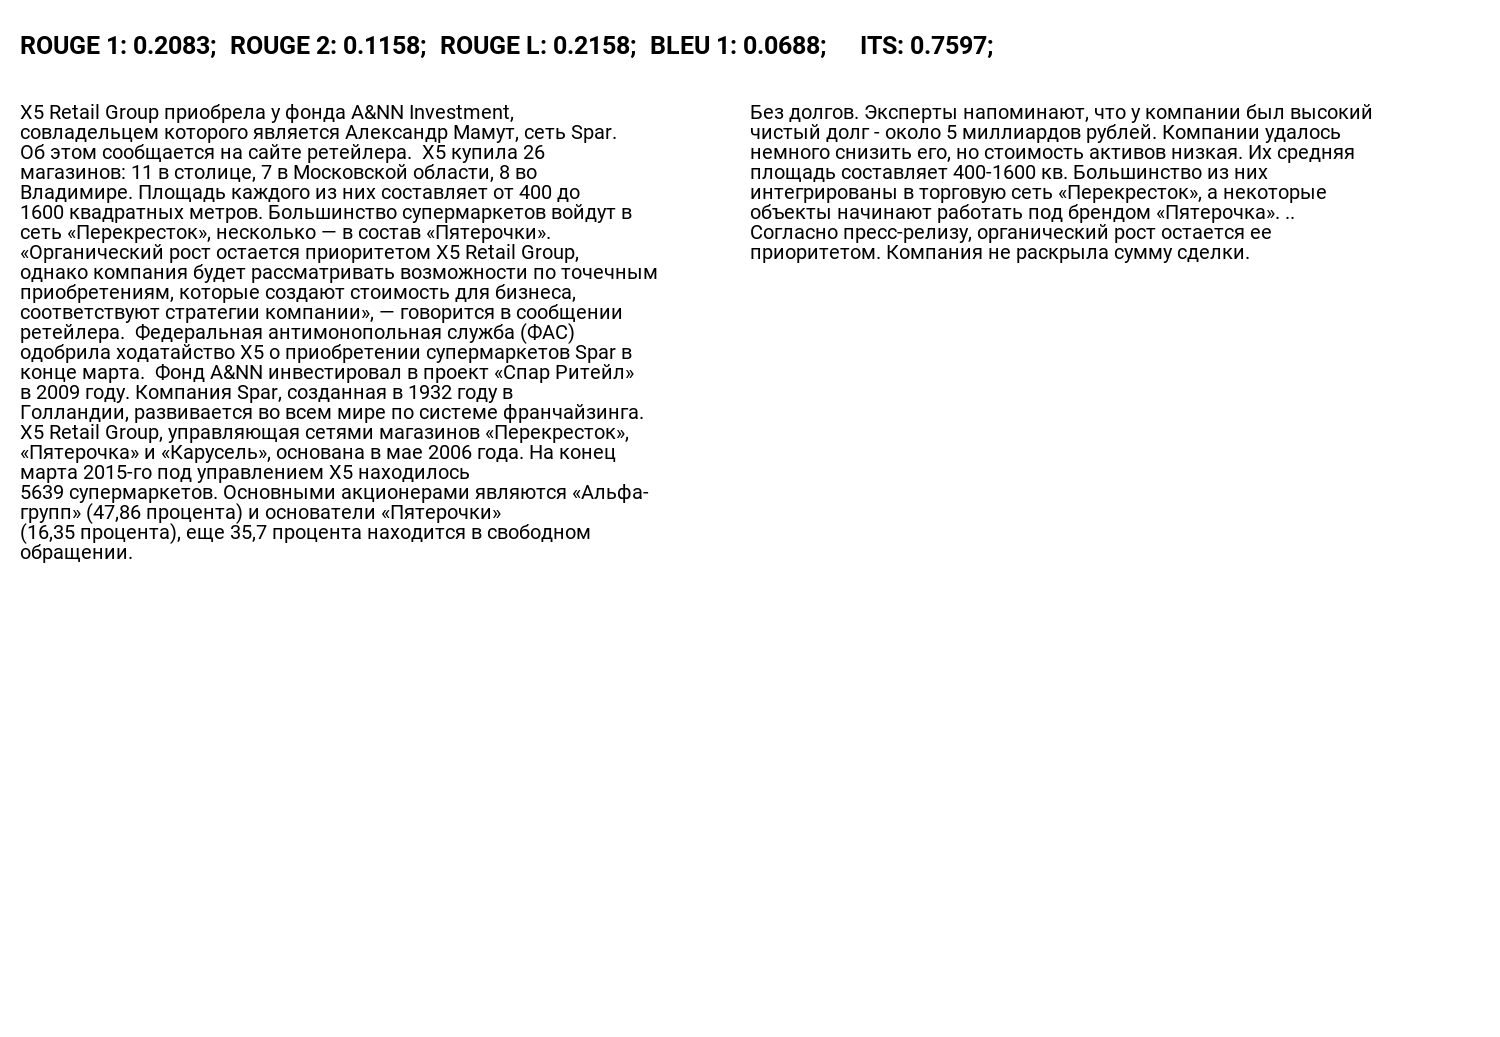 ROUGE 1: 0.2083;  ROUGE 2: 0.1158;  ROUGE L: 0.2158;  BLEU 1: 0.0688;  ITS: 0.7597;
X5 Retail Group приобрела у фонда A&NN Investment,
совладельцем которого является Александр Мамут, сеть Spar.
Об этом сообщается на сайте ретейлера.  X5 купила 26
магазинов: 11 в столице, 7 в Московской области, 8 во
Владимире. Площадь каждого из них составляет от 400 до
1600 квадратных метров. Большинство супермаркетов войдут в
сеть «Перекресток», несколько — в состав «Пятерочки».
«Органический рост остается приоритетом X5 Retail Group,
однако компания будет рассматривать возможности по точечным
приобретениям, которые создают стоимость для бизнеса,
соответствуют стратегии компании», — говорится в сообщении
ретейлера.  Федеральная антимонопольная служба (ФАС)
одобрила ходатайство X5 о приобретении супермаркетов Spar в
конце марта.  Фонд A&NN инвестировал в проект «Спар Ритейл»
в 2009 году. Компания Spar, созданная в 1932 году в
Голландии, развивается во всем мире по системе франчайзинга.
X5 Retail Group, управляющая сетями магазинов «Перекресток»,
«Пятерочка» и «Карусель», основана в мае 2006 года. На конец
марта 2015-го под управлением X5 находилось
5639 супермаркетов. Основными акционерами являются «Альфа-
групп» (47,86 процента) и основатели «Пятерочки»
(16,35 процента), еще 35,7 процента находится в свободном
обращении.
Без долгов. Эксперты напоминают, что у компании был высокий
чистый долг - около 5 миллиардов рублей. Компании удалось
немного снизить его, но стоимость активов низкая. Их средняя
площадь составляет 400-1600 кв. Большинство из них
интегрированы в торговую сеть «Перекресток», а некоторые
объекты начинают работать под брендом «Пятерочка». ..
Согласно пресс-релизу, органический рост остается ее
приоритетом. Компания не раскрыла сумму сделки.